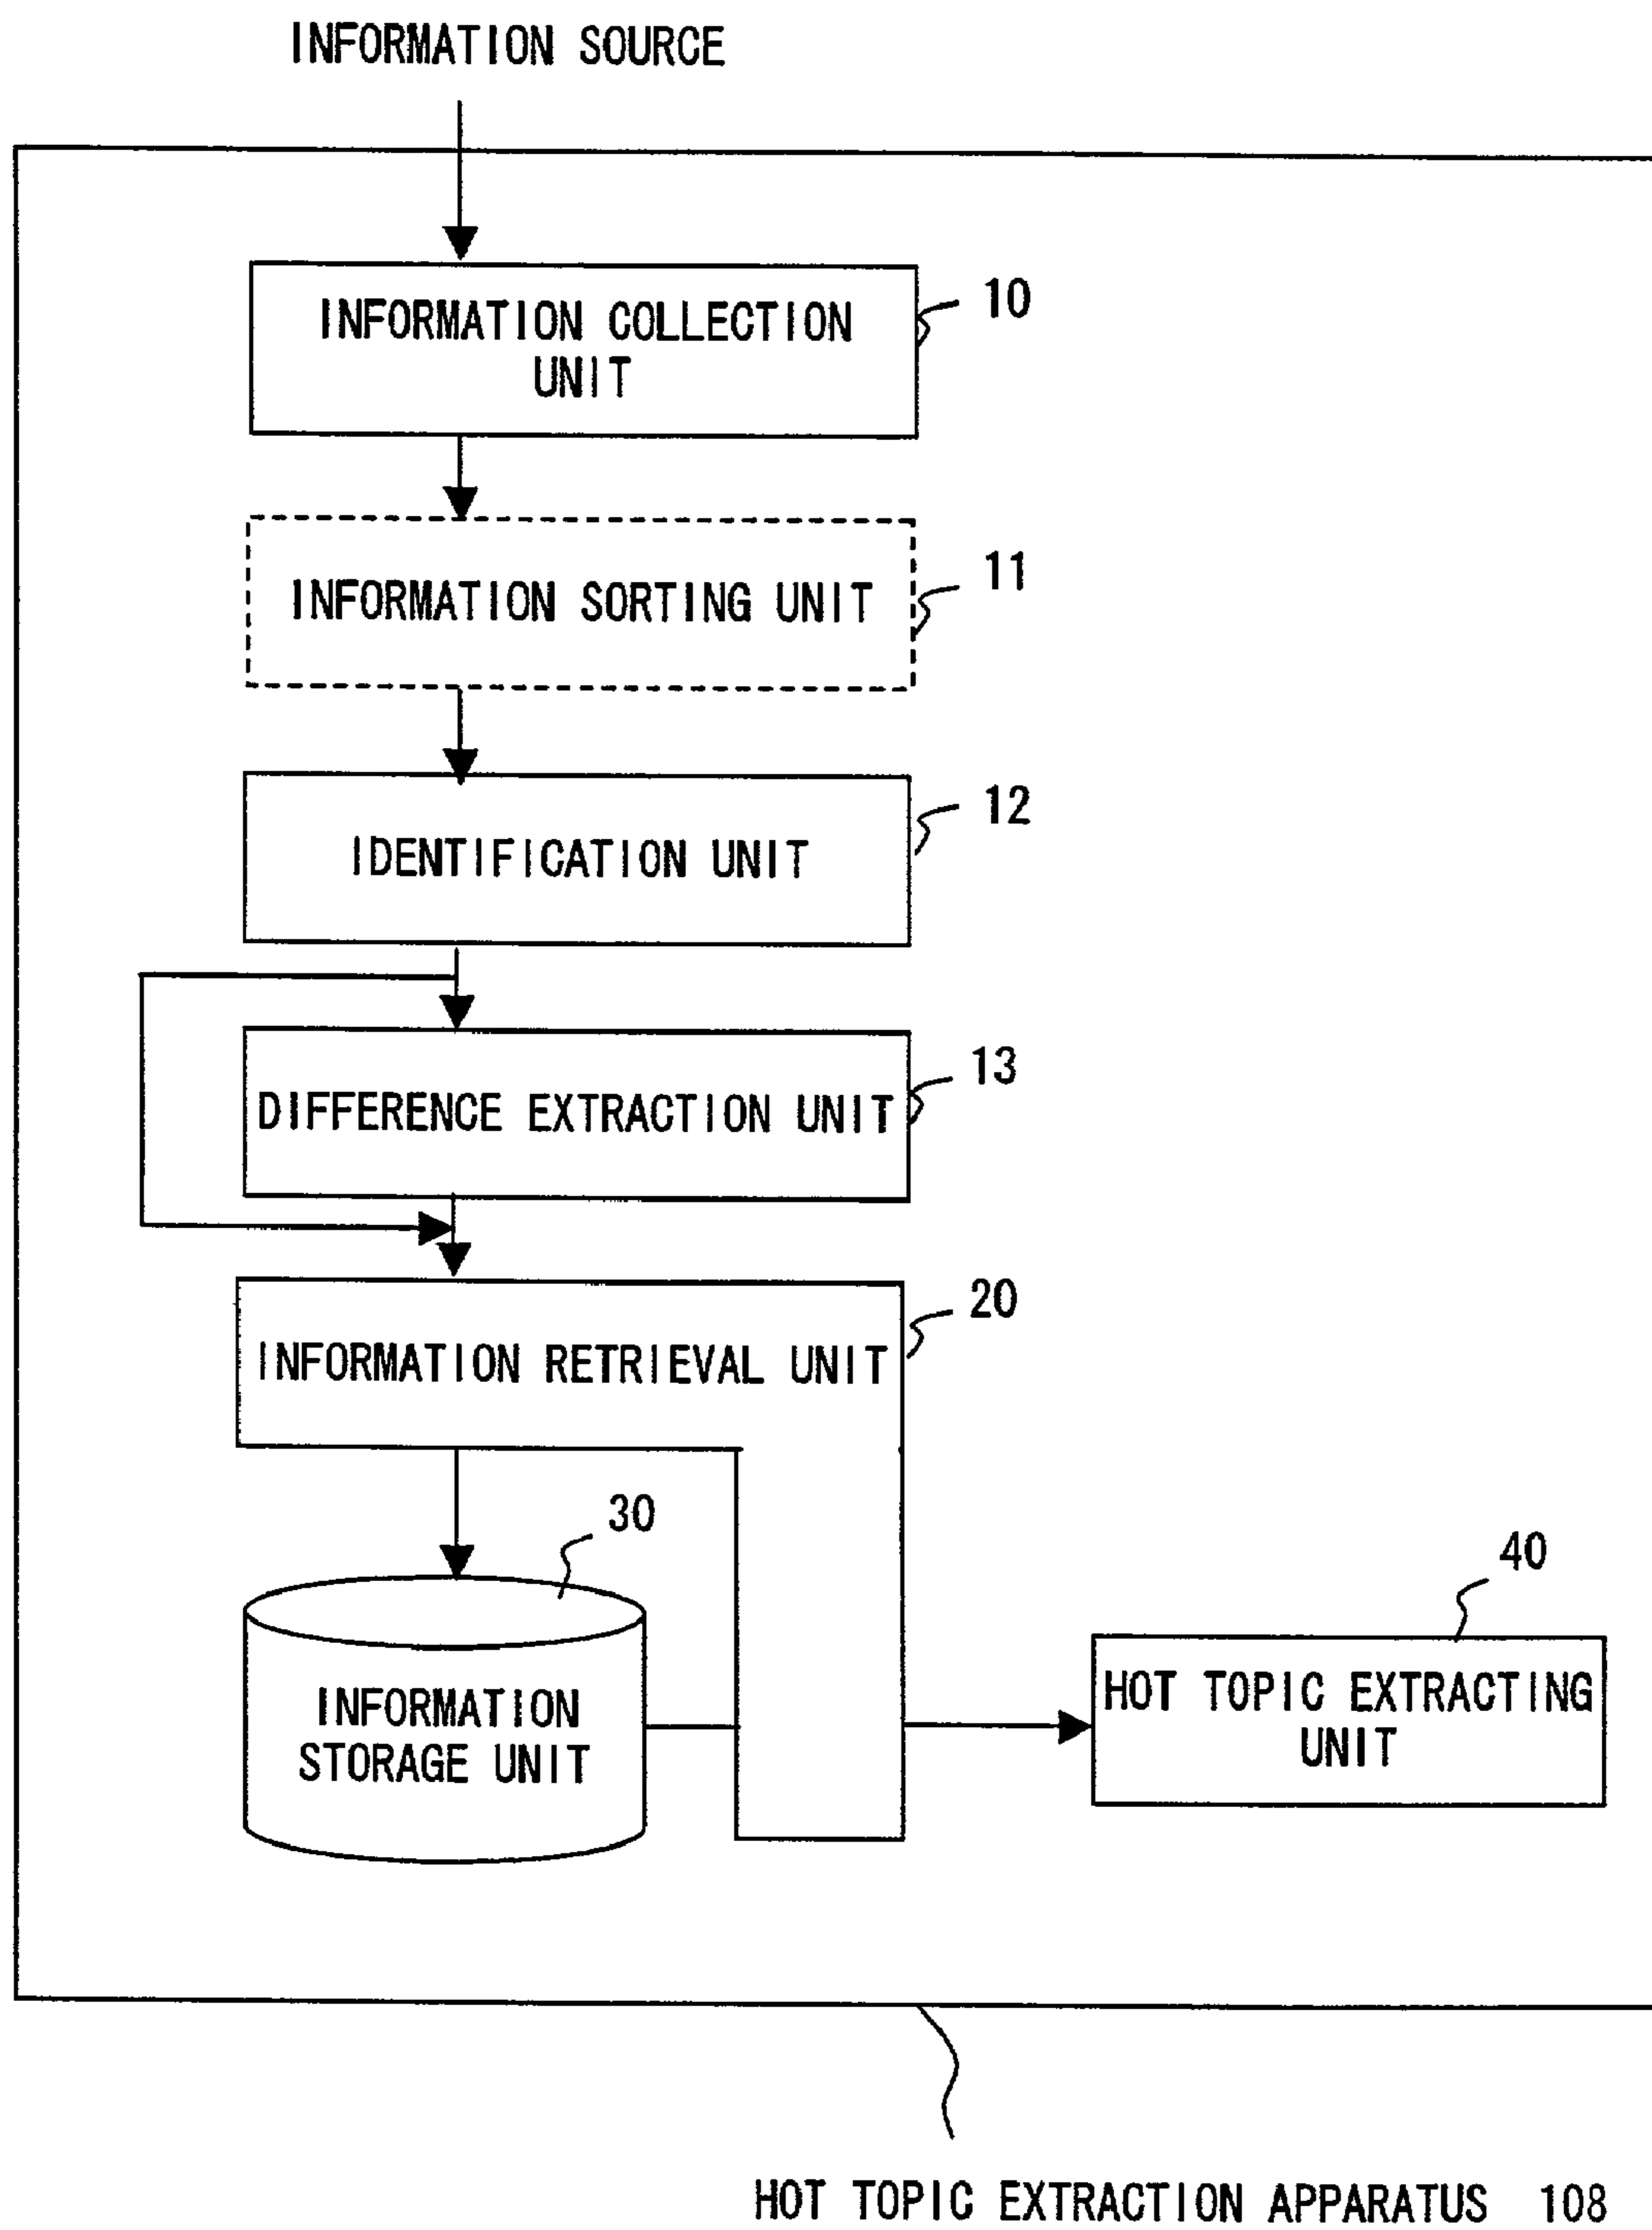 INFORMATION SOURCE
INFORMATION COLLECTION
UNIT
10
INFORMATION SORTING UNIT
11
IDENTIFICATION UNIT
12
DIFFERENCE EXTRACTION UNIT
13
INFORMATION RETRIEVAL UNIT
20
30
INFORMATION
STORAGE UNIT
40
HOT TOPIC EXTRACTING
UNIT
HOT TOPIC EXTRACTION APPARATUS 108